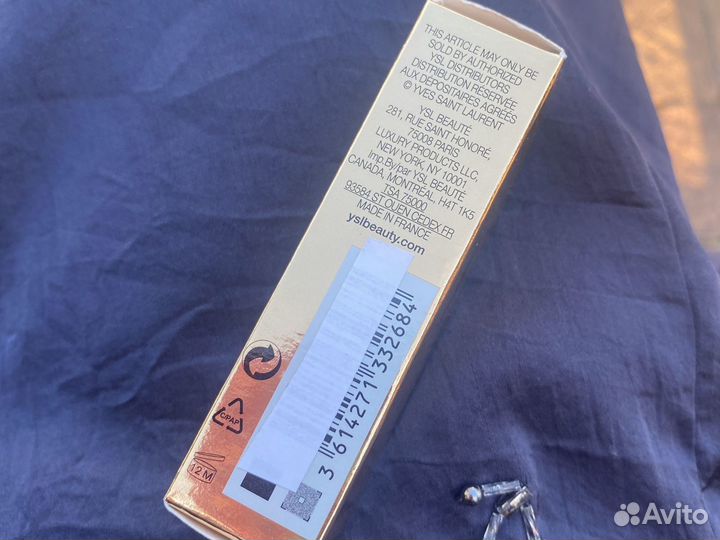 THIS ARTICLE MAY ONLY BE
SOLD BY AUTHORIZED
YSL DISTRIBUTORS
DISTRIBUTION RÉSERVÉE
AUX DÉPOSITAIRES AGRÉÉS
© YVES SAINT LAURENT
YSL BEAUTÉ
281, RUE SAINT HONORÉ,
75008 PARIS
LUXURY PRODUCTS LLC,
NEW YORK, NY 10001
Imp.By/par YSL BEAUTÉ
CANADA, MONTREAL, H4T 1K5
TSA 75000
93584 ST OUEN CEDEX FR
MADE IN FRANCE
yslbeauty.com
3 614271 332684
C/PAP
12 M
Avito